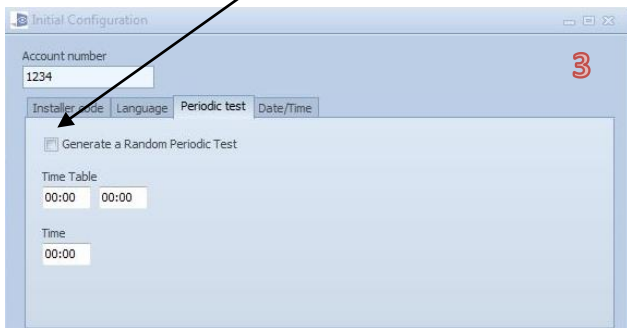 Initial Configuration
Account number
3
1234
Installer code Language Periodic test Date/Time
Generate a Random Periodic Test
Time Table
00:00 00:00
Time
00:00